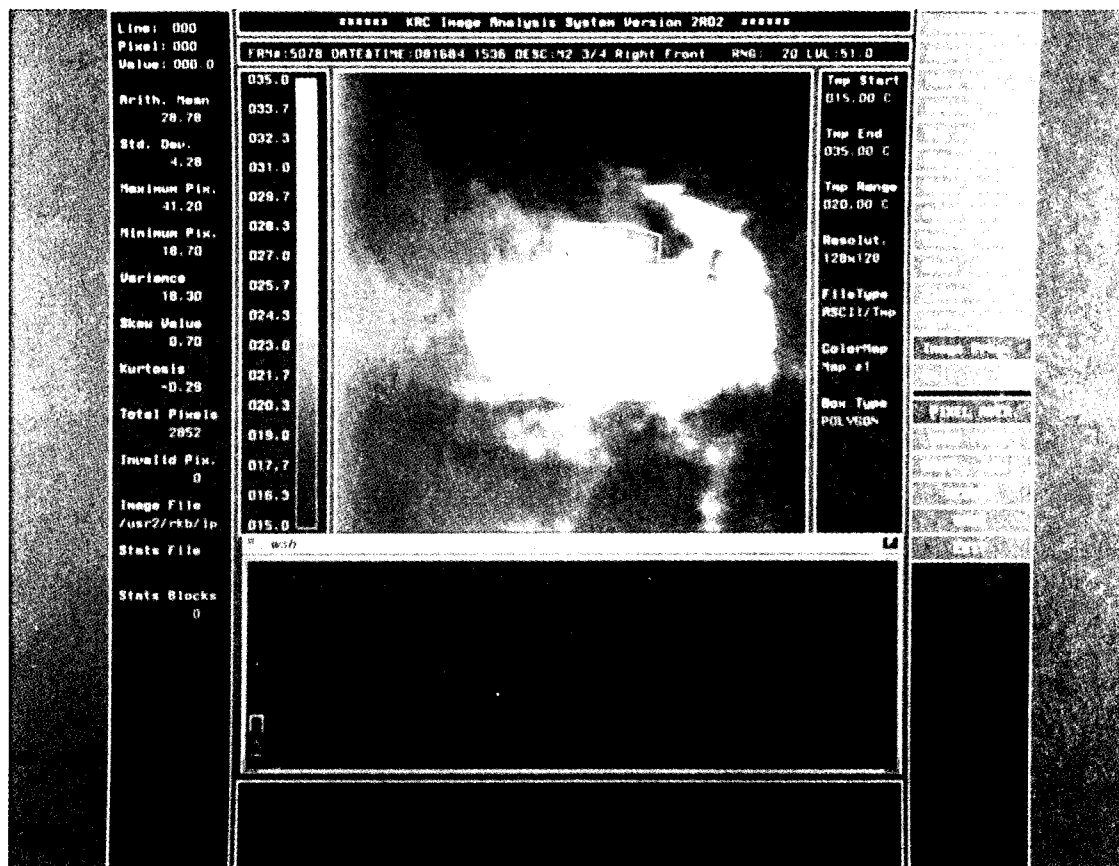 ****** KRC Image Analysis System Version 2R02 ******
FRM#:5078 DATE&TIME:081684 1536 DESC:M2 3/4 Right Front RNG: 20 LVL:51.0
Line: 000
Pixel: 000
Value: 000.0
Arith. Mean
28.78
Std. Dev.
4.28
Maximum Pix.
41.20
Minimum Pix.
18.70
Variance
18.30
Skew Value
0.70
Kurtosis
-0.29
Total Pixels
2852
Invalid Pix.
0
Image File
/usr2/rkb/ip
Stats File
Stats Blocks
0
035.0
033.7
032.3
031.0
029.7
028.3
027.0
025.7
024.3
023.0
021.7
020.3
019.0
017.7
016.3
015.0
Tmp Start
015.00 C
Tmp End
035.00 C
Tmp Range
020.00 C
Resolut.
128x128
FileType
ASCII/Tmp
ColorMap
Map #1
Box Type
POLYGON
PIXEL AREA
wsh